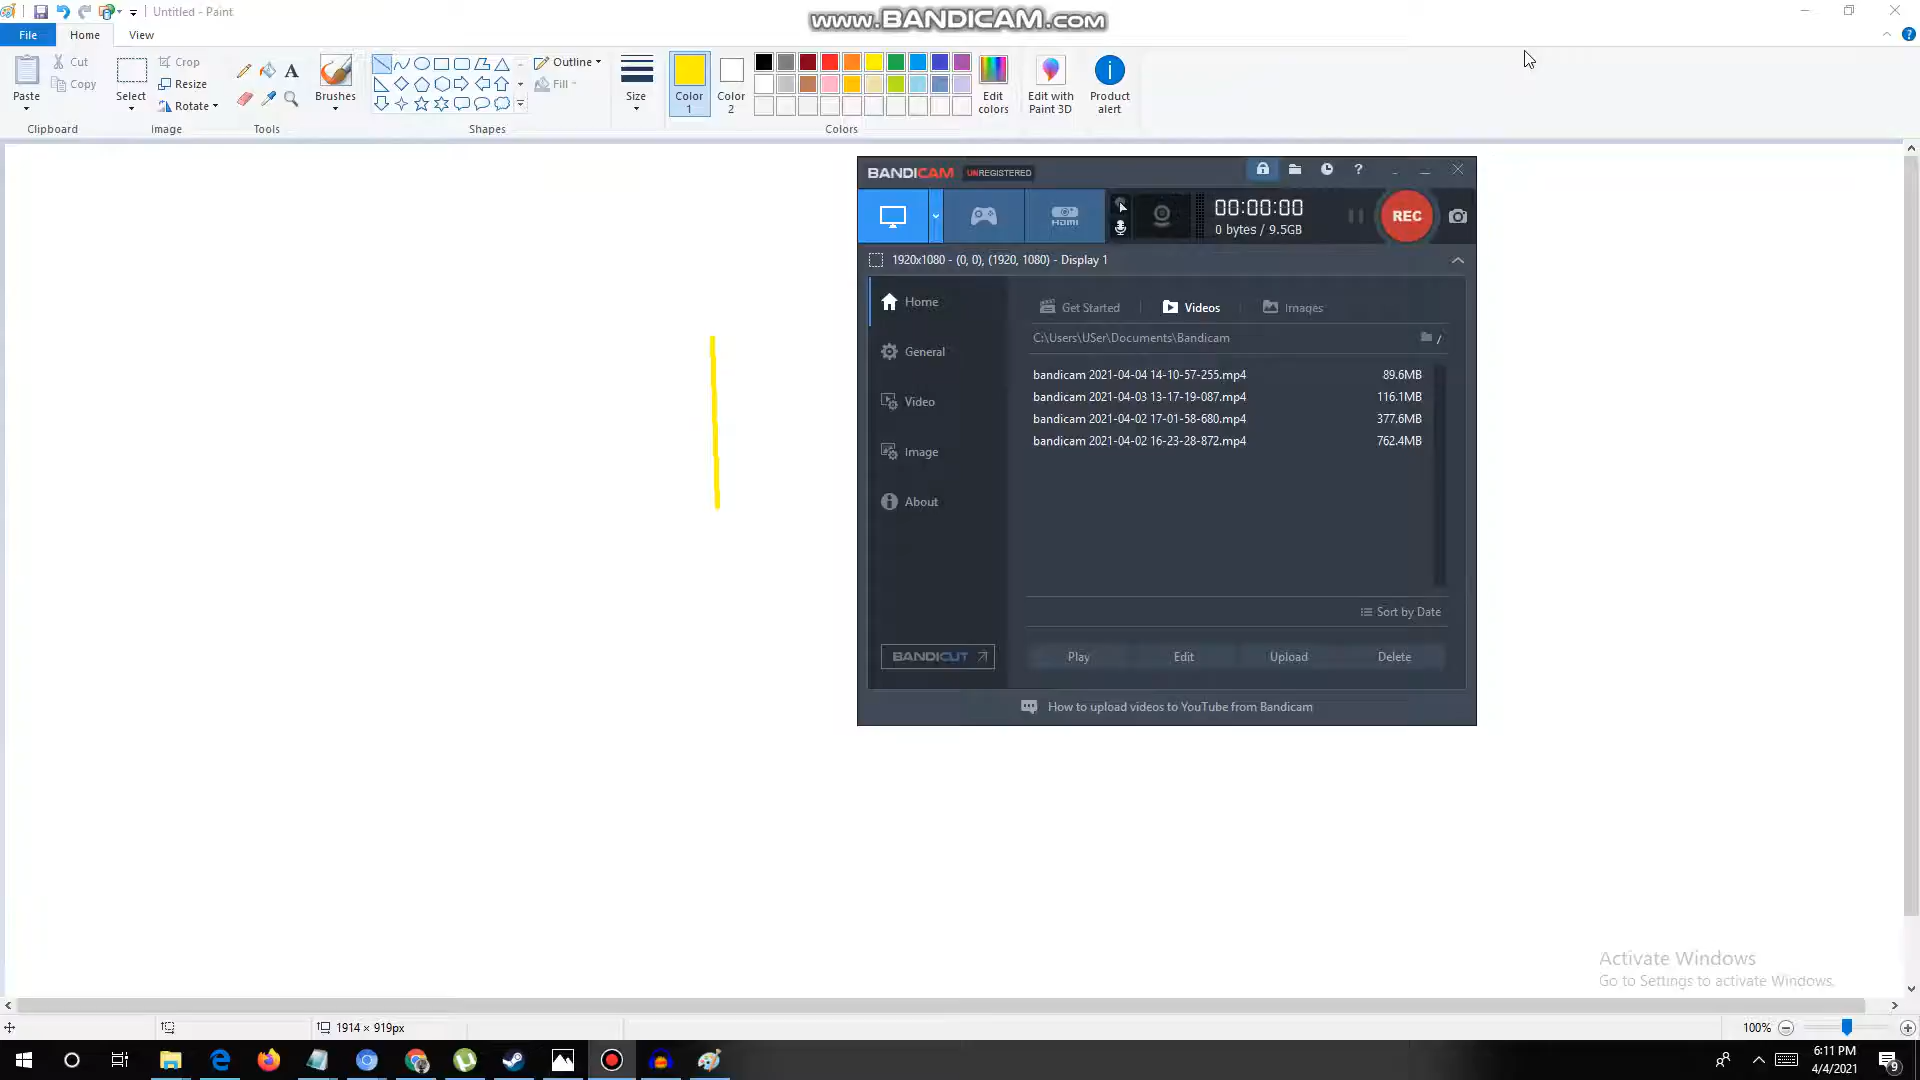 Untitled - Paint
www.BANDICAM.com
File
Home
View
Paste
Cut
Copy
Clipboard
Select
Crop
Resize
Rotate
Image
A
Tools
Brushes
Shapes
Outline
Fill
Size
Color
1
Color
2
Edit
colors
Colors
Edit with
Paint 3D
Product
alert
BANDICAM UNREGISTERED
?
HDMI
00:00:00
0 bytes / 9.5GB
REC
1920x1080 - (0, 0), (1920, 1080) - Display 1
Home
General
Video
Image
About
BANDICUT
Get Started
Videos
Images
C:\Users\USer\Documents\Bandicam
bandicam 2021-04-04 14-10-57-255.mp4 89.6MB
bandicam 2021-04-03 13-17-19-087.mp4 116.1MB
bandicam 2021-04-02 17-01-58-680.mp4 377.6MB
bandicam 2021-04-02 16-23-28-872.mp4 762.4MB
Sort by Date
Play
Edit
Upload
Delete
How to upload videos to YouTube from Bandicam
Activate Windows
Go to Settings to activate Windows.
1914 × 919px
100%
6:11 PM
4/4/2021
9